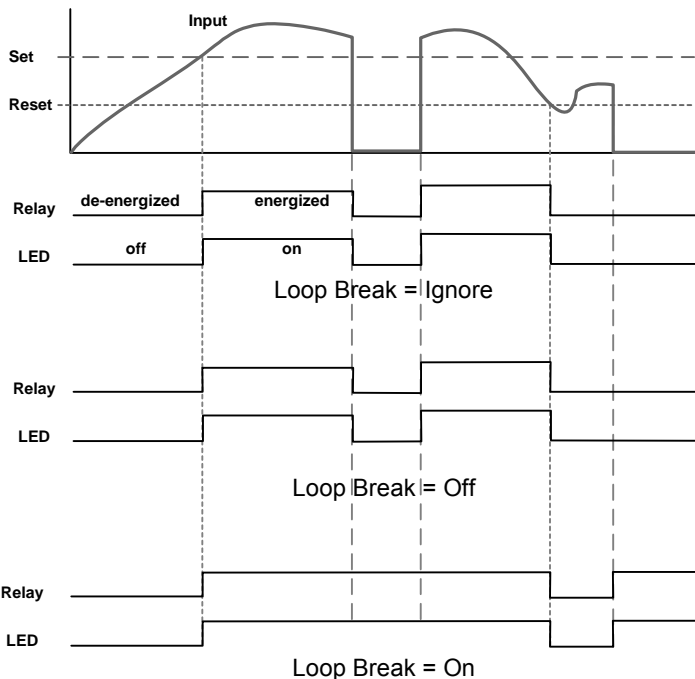 Input
Set
Reset
Relay de-energized energized
LED off on
Loop Break = Ignore
Relay
LED
Loop Break = Off
Relay
LED
Loop Break = On